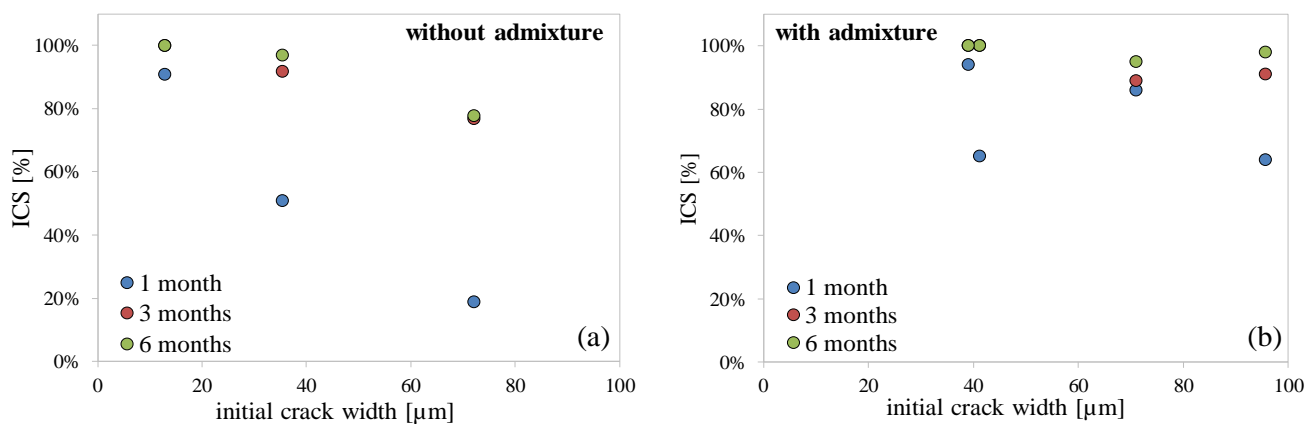 without admixture
100%
80%
60%
40%
20%
0%
ICS [%]
1 month
3 months
6 months
(a)
0 20 40 60 80 100
initial crack width [µm]
with admixture
100%
80%
60%
40%
20%
0%
ICS [%]
1 month
3 months
6 months
(b)
0 20 40 60 80 100
initial crack width [µm]